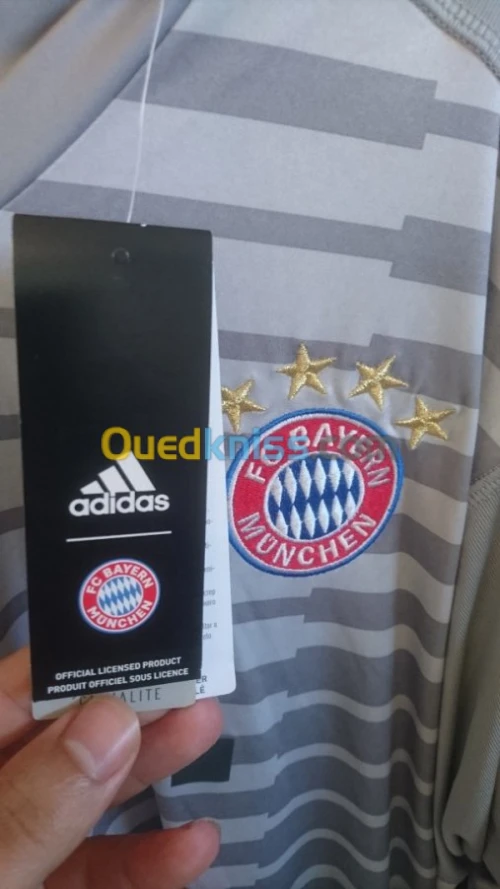 Ouedkniss.com
adidas
FC BAYERN
MÜNCHEN
FC BAYERN
MÜNCHEN
OFFICIAL LICENSED PRODUCT
PRODUIT OFFICIEL SOUS LICENCE